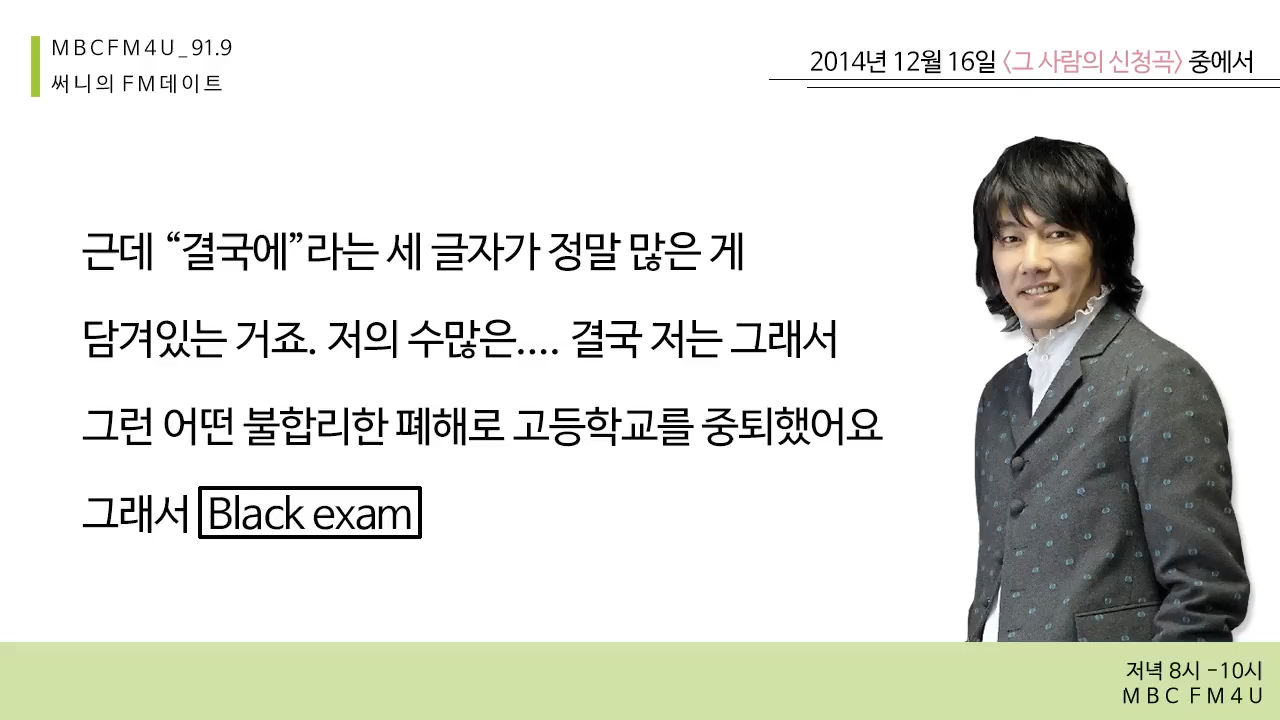 MBCFM4U_91.9
써니의 FM데이트
2014년 12월 16일 <그 사람의 신청곡> 중에서
근데 “결국에”라는 세 글자가 정말 많은 게
담겨있는 거죠. 저의 수많은.... 결국 저는 그래서
그런 어떤 불합리한 폐해로 고등학교를 중퇴했어요
그래서 Black exam
저녁 8시 -10시
MBC FM4U